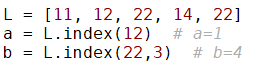 L = [11, 12, 22, 14, 22]
a = L.index(12)  # a=1
b = L.index(22,3)  # b=4